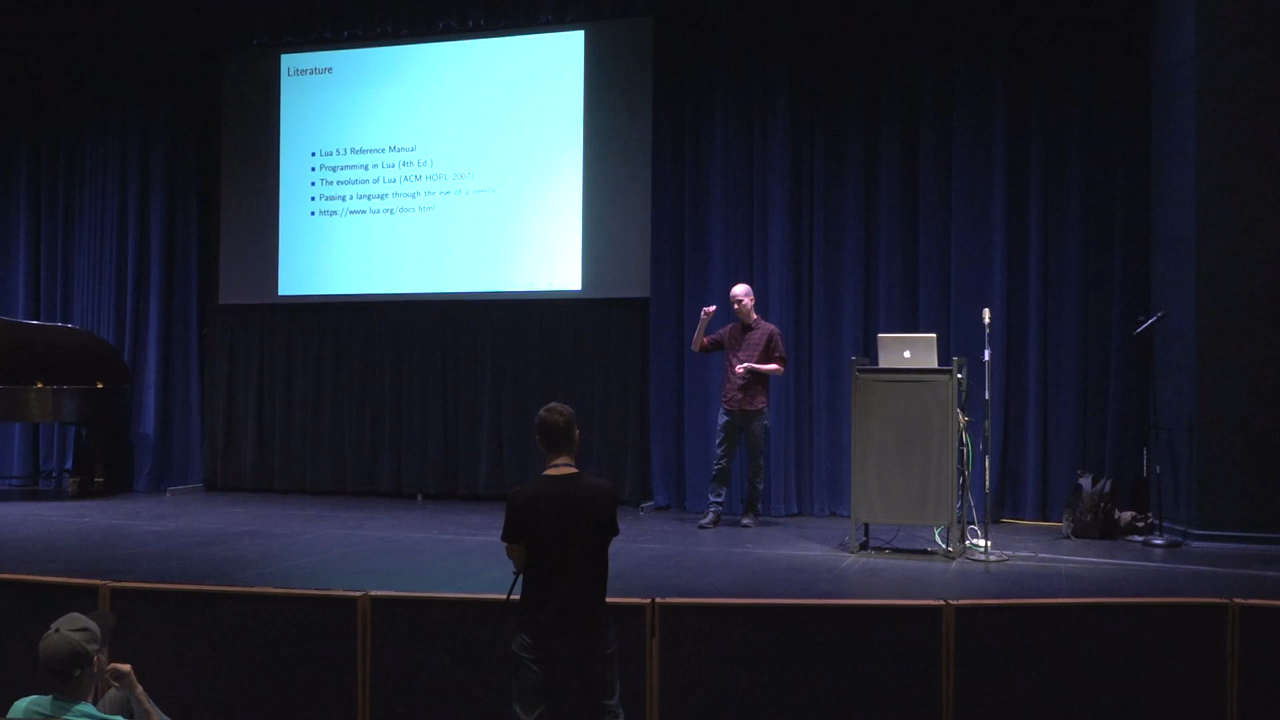 Literature
Lua 5.3 Reference Manual
Programming in Lua (4th Ed.)
The evolution of Lua (ACM HOPL 2007)
Passing a language through the eye of a needle
https://www.lua.org/docs.html